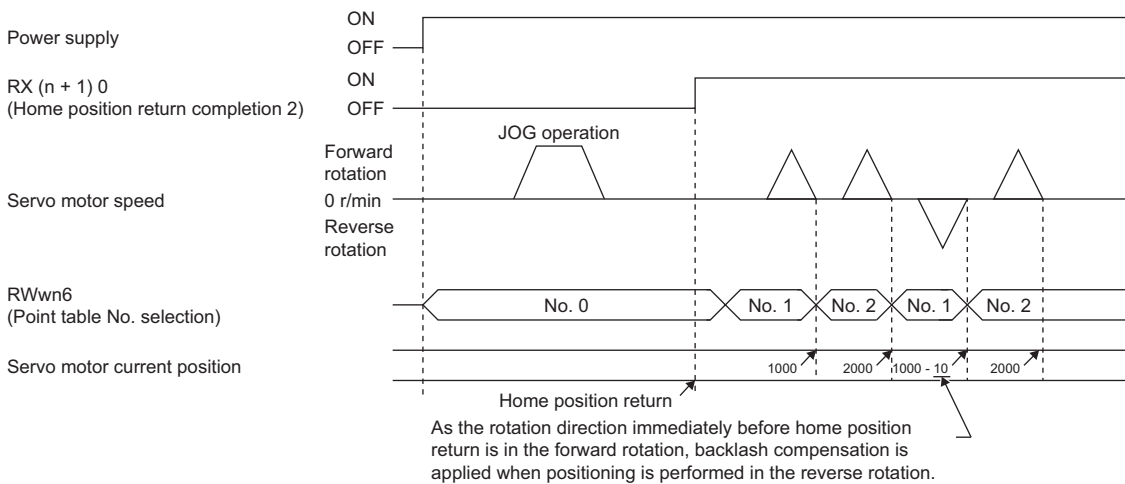 ON
Power supply
OFF
ON
RX (n + 1) 0
(Home position return completion 2)
OFF
JOG operation
Forward
rotation
Servo motor speed
0 r/min
Reverse
rotation
RWwn6
(Point table No. selection)
No. 0
No. 1
No. 2
No. 1
No. 2
Servo motor current position
1000
2000
1000 - 10
2000
Home position return
As the rotation direction immediately before home position
return is in the forward rotation, backlash compensation is
applied when positioning is performed in the reverse rotation.